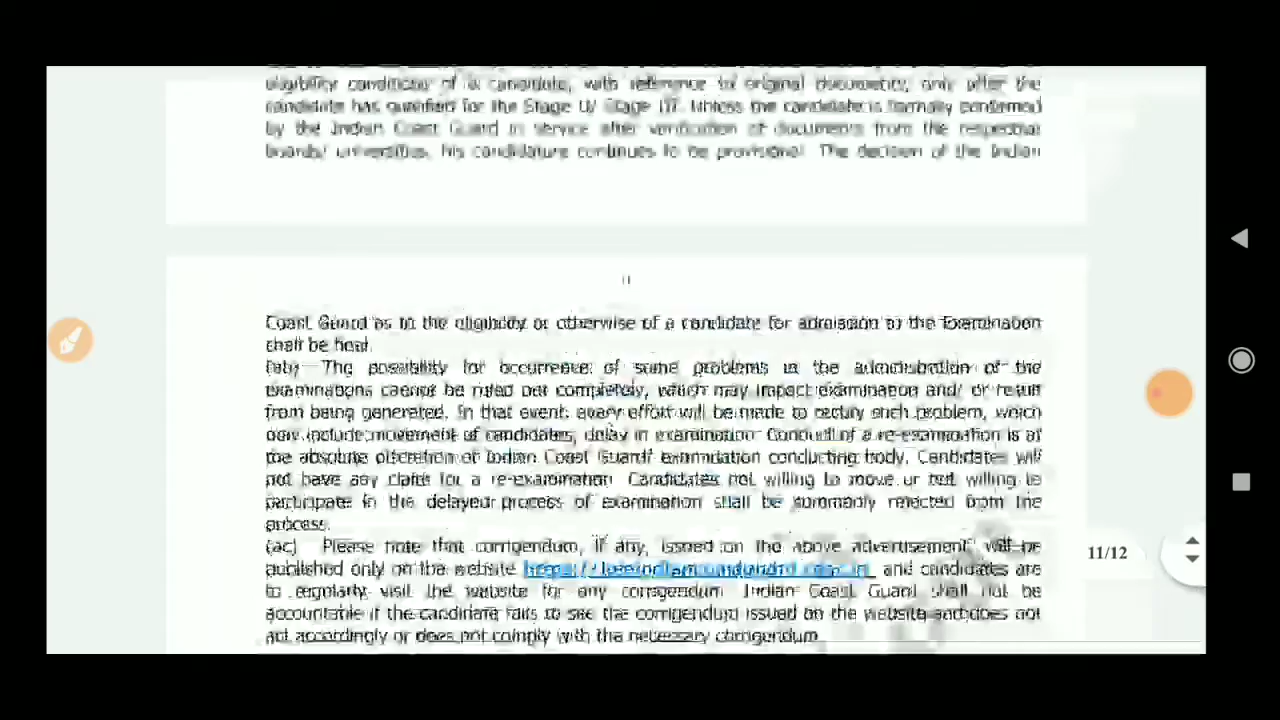 eligibility conditions of a candidate, with reference to original documents, only after the
candidate has qualified for the Stage II/ Stage III. Unless the candidate is formally confirmed
by the Indian Coast Guard in service after verification of documents from the respective
boards/ universities, his candidature continues to be provisional. The decision of the Indian
Coast Guard as to the eligibility or otherwise of a candidate for admission to the Examination
shall be final.
(ab) The possibility for occurrence of some problems in the administration of the
examinations cannot be ruled out completely, which may impact examination and/ or result
from being generated. In that event, every effort will be made to rectify such problem, which
may include movement of candidates, delay in examination. Conduct of a re-examination is at
the absolute discretion of Indian Coast Guard/ examination conducting body. Candidates will
not have any claim for a re-examination. Candidates not willing to move or not willing to
participate in the delayed process of examination shall be summarily rejected from the
process.
(ac) Please note that corrigendum, if any, issued on the above advertisement will be
published only on the website and candidates are
to regularly visit the website for any corrigendum. Indian Coast Guard shall not be
accountable if the candidate fails to see the corrigendum issued on the website and does not
act accordingly or does not comply with the necessary corrigendum.
11/12